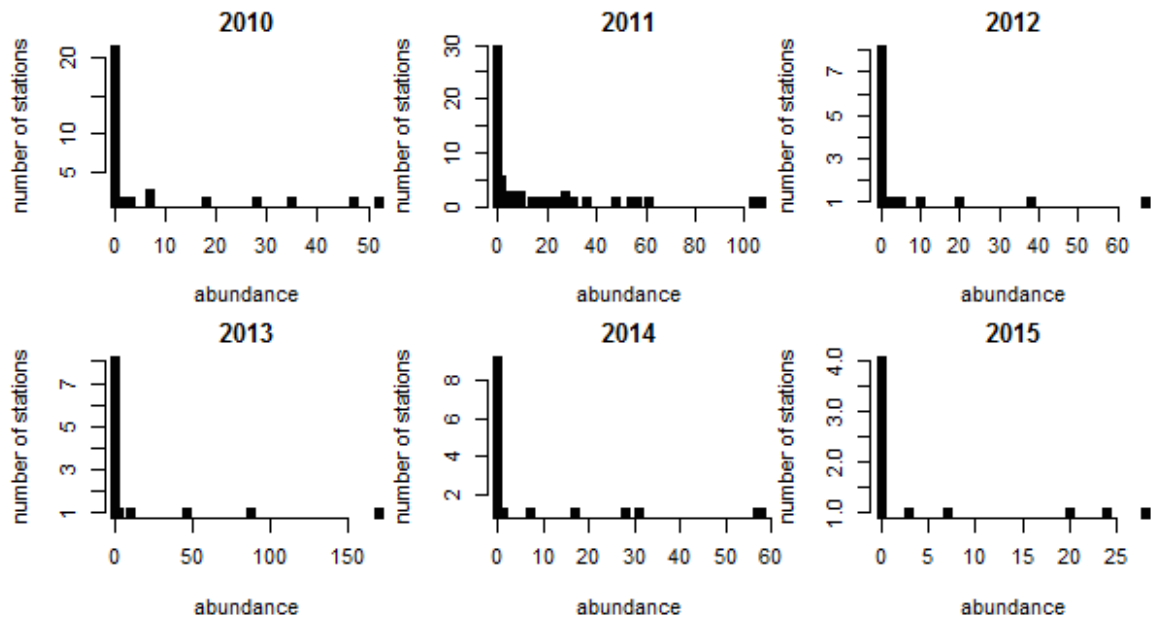 2010
number of stations
20
10
5
0 10 20 30 40 50
abundance
2011
number of stations
30
20
10
0
0 20 40 60 80 100
abundance
2012
number of stations
7
5
3
1
0 10 20 30 40 50 60
abundance
2013
number of stations
7
5
3
1
0 50 100 150
abundance
2014
number of stations
8
6
4
2
0 10 20 30 40 50 60
abundance
2015
number of stations
4.0
3.0
2.0
1.0
0 5 10 15 20 25
abundance